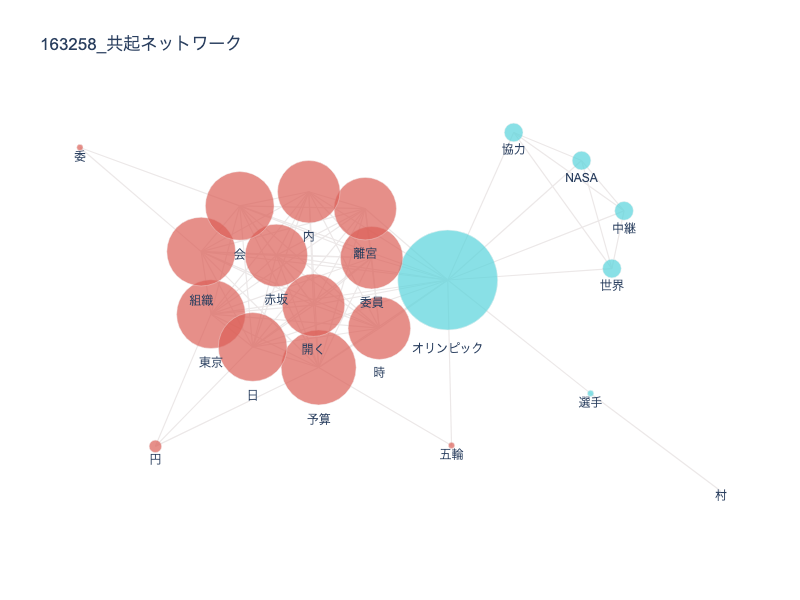 163258_共起ネットワーク
協力
委
NASA
中継
内
会
離宮
世界
組織
赤坂
委員
オリンピック
開く
東京
時
日
選手
予算
五輪
円
村